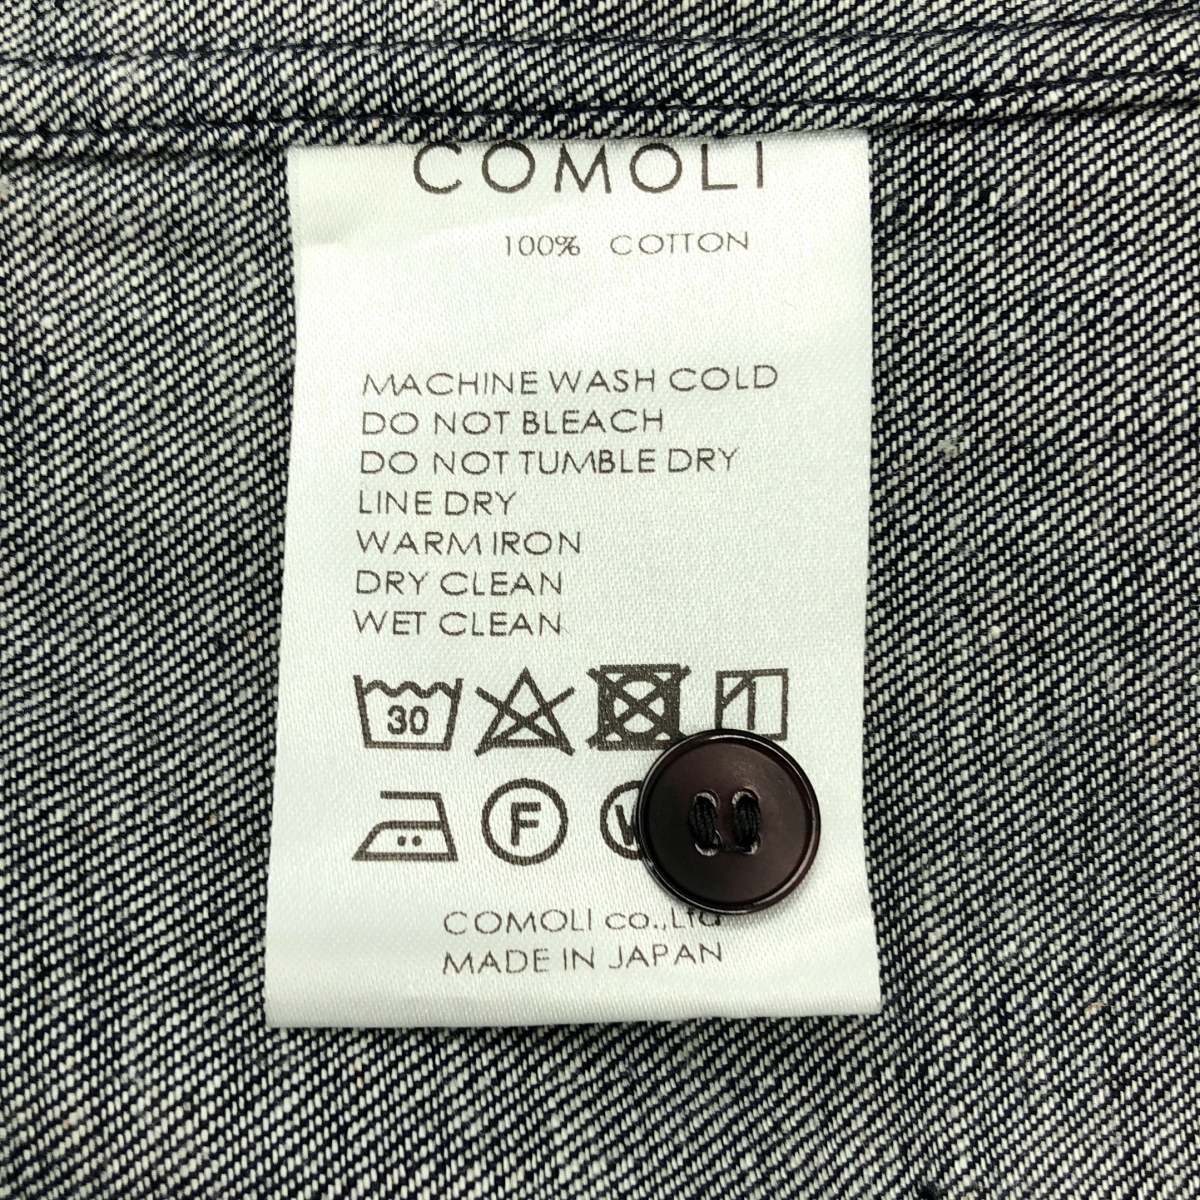 COMOLI
100% COTTON
MACHINE WASH COLD
DO NOT BLEACH
DO NOT TUMBLE DRY
LINE DRY
WARM IRON
DRY CLEAN
WET CLEAN
30
F W
COMOLI co.,Ltd
MADE IN JAPAN